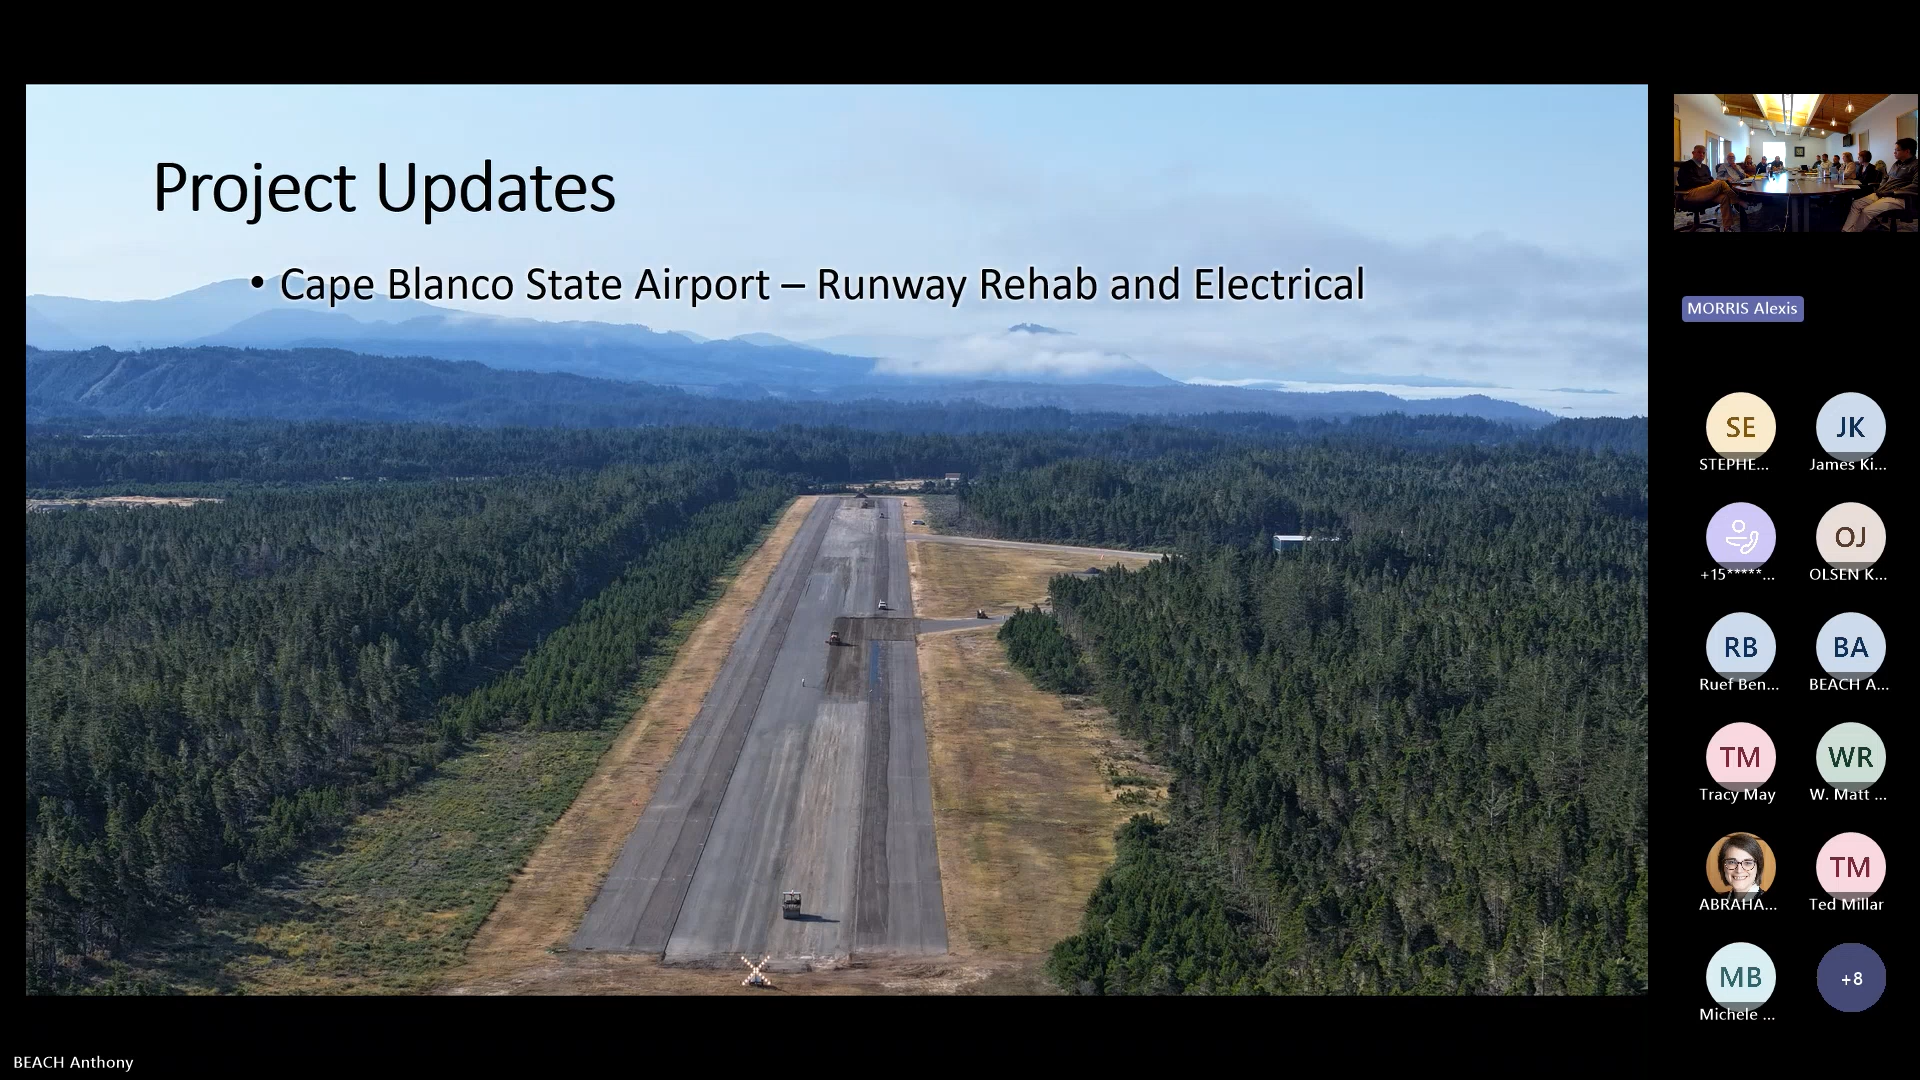 Project Updates
• Cape Blanco State Airport – Runway Rehab and Electrical
MORRIS Alexis
SE
STEPHE...
JK
James Ki...
+15*****...
OJ
OLSEN K...
RB
Ruef Ben...
BA
BEACH A...
TM
Tracy May
WR
W. Matt ...
ABRAHA...
TM
Ted Millar
MB
Michele ...
+8
BEACH Anthony